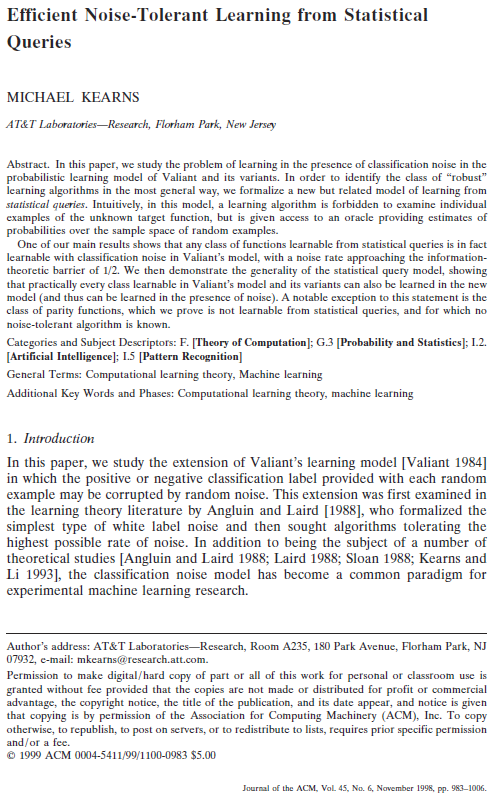 Efficient Noise-Tolerant Learning from Statistical
Queries
MICHAEL KEARNS
AT&T Laboratories—Research, Florham Park, New Jersey
Abstract. In this paper, we study the problem of learning in the presence of classification noise in the
probabilistic learning model of Valiant and its variants. In order to identify the class of “robust”
learning algorithms in the most general way, we formalize a new but related model of learning from
statistical queries. Intuitively, in this model, a learning algorithm is forbidden to examine individual
examples of the unknown target function, but is given access to an oracle providing estimates of
probabilities over the sample space of random examples.
One of our main results shows that any class of functions learnable from statistical queries is in fact
learnable with classification noise in Valiant’s model, with a noise rate approaching the information-
theoretic barrier of 1/2. We then demonstrate the generality of the statistical query model, showing
that practically every class learnable in Valiant’s model and its variants can also be learned in the new
model (and thus can be learned in the presence of noise). A notable exception to this statement is the
class of parity functions, which we prove is not learnable from statistical queries, and for which no
noise-tolerant algorithm is known.
Categories and Subject Descriptors: F. [Theory of Computation]; G.3 [Probability and Statistics]; I.2.
[Artificial Intelligence]; I.5 [Pattern Recognition]
General Terms: Computational learning theory, Machine learning
Additional Key Words and Phases: Computational learning theory, machine learning
1. Introduction
In this paper, we study the extension of Valiant’s learning model [Valiant 1984]
in which the positive or negative classification label provided with each random
example may be corrupted by random noise. This extension was first examined in
the learning theory literature by Angluin and Laird [1988], who formalized the
simplest type of white label noise and then sought algorithms tolerating the
highest possible rate of noise. In addition to being the subject of a number of
theoretical studies [Angluin and Laird 1988; Laird 1988; Sloan 1988; Kearns and
Li 1993], the classification noise model has become a common paradigm for
experimental machine learning research.
Author’s address: AT&T Laboratories—Research, Room A235, 180 Park Avenue, Florham Park, NJ
07932, e-mail: mkearns@research.att.com.
Permission to make digital/hard copy of part or all of this work for personal or classroom use is
granted without fee provided that the copies are not made or distributed for profit or commercial
advantage, the copyright notice, the title of the publication, and its date appear, and notice is given
that copying is by permission of the Association for Computing Machinery (ACM), Inc. To copy
otherwise, to republish, to post on servers, or to redistribute to lists, requires prior specific permission
and/or a fee.
© 1999 ACM 0004-5411/99/1100-0983 $5.00
Journal of the ACM, Vol. 45, No. 6, November 1998, pp. 983–1006.